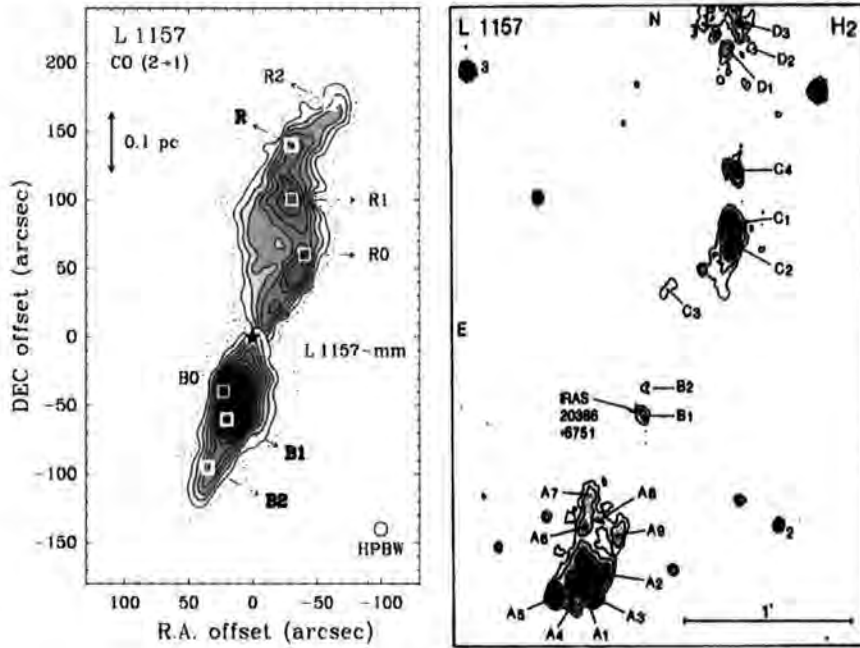 L 1157
CO (2→1)
0.1 pc
R2
R
R1
R0
L 1157-mm
B0
B1
B2
HPBW
200
150
100
50
0
-50
-100
-150
DEC offset (arcsec)
100 50 0 -50 -100
R.A. offset (arcsec)
L 1157 N H2
3
D3
D2
D1
C4
C1
C2
C3
E
B2
IRAS
20386
+6751
B1
A7
A8
A6
A9
2
A2
A5
A3
A4
A1
1'